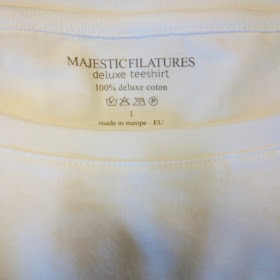 MAJESTICFILATURES
deluxe teeshirt
100% deluxe coton
1
made in europe - EU